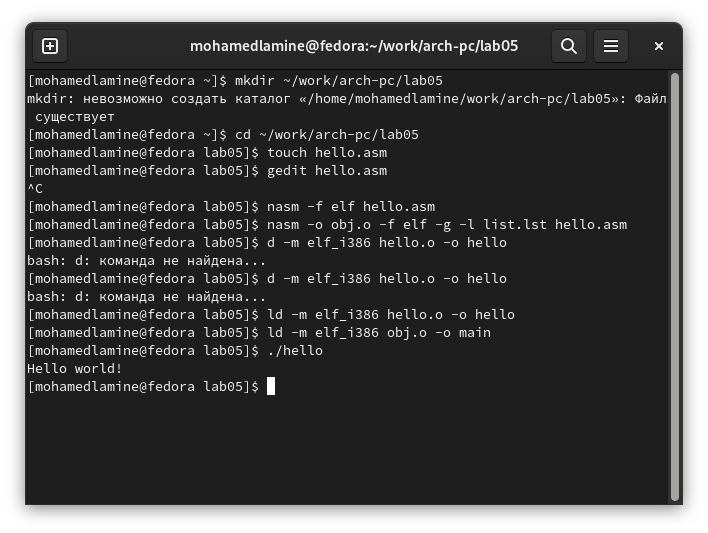 mohamedlamine@fedora:~/work/arch-pc/lab05
[mohamedlamine@fedora ~]$ mkdir ~/work/arch-pc/lab05
mkdir: невозможно создать каталог «/home/mohamedlamine/work/arch-pc/lab05»: Файл
существует
[mohamedlamine@fedora ~]$ cd ~/work/arch-pc/lab05
[mohamedlamine@fedora lab05]$ touch hello.asm
[mohamedlamine@fedora lab05]$ gedit hello.asm
^C
[mohamedlamine@fedora lab05]$ nasm -f elf hello.asm
[mohamedlamine@fedora lab05]$ nasm -o obj.o -f elf -g -l list.lst hello.asm
[mohamedlamine@fedora lab05]$ d -m elf_i386 hello.o -o hello
bash: d: команда не найдена...
[mohamedlamine@fedora lab05]$ d -m elf_i386 hello.o -o hello
bash: d: команда не найдена...
[mohamedlamine@fedora lab05]$ ld -m elf_i386 hello.o -o hello
[mohamedlamine@fedora lab05]$ ld -m elf_i386 obj.o -o main
[mohamedlamine@fedora lab05]$ ./hello
Hello world!
[mohamedlamine@fedora lab05]$